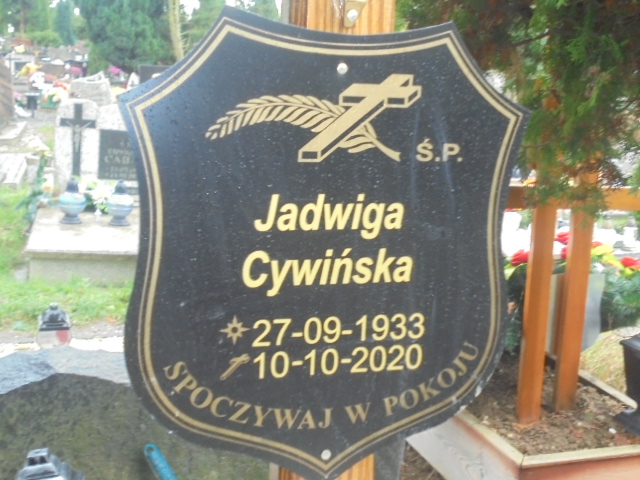 Ś.P.
Jadwiga
Cywińska
27-09-1933
10-10-2020
SPOCZYWAJ W POKOJU